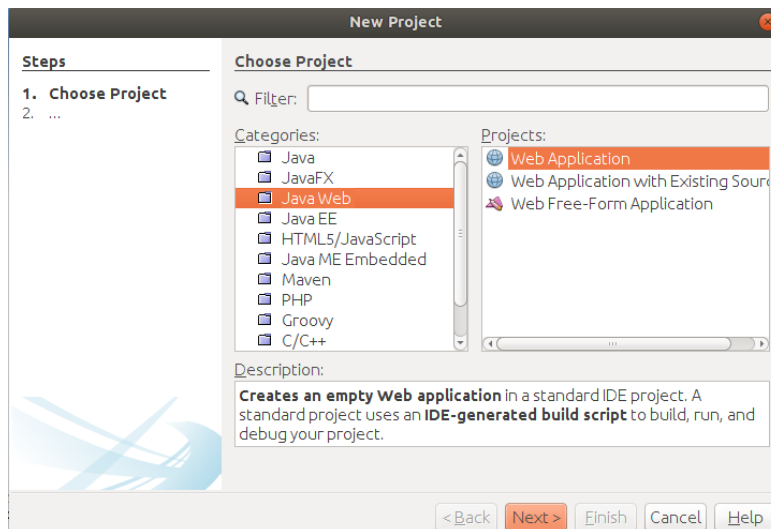 New Project
Steps
1. Choose Project
2. ...
Choose Project
Filter:
Categories:
Java
JavaFX
Java Web
Java EE
HTML5/JavaScript
Java ME Embedded
Maven
PHP
Groovy
C/C++
Projects:
Web Application
Web Application with Existing Sourc
Web Free-Form Application
Description:
Creates an empty Web application in a standard IDE project. A
standard project uses an IDE-generated build script to build, run, and
debug your project.
< Back Next > Finish Cancel Help